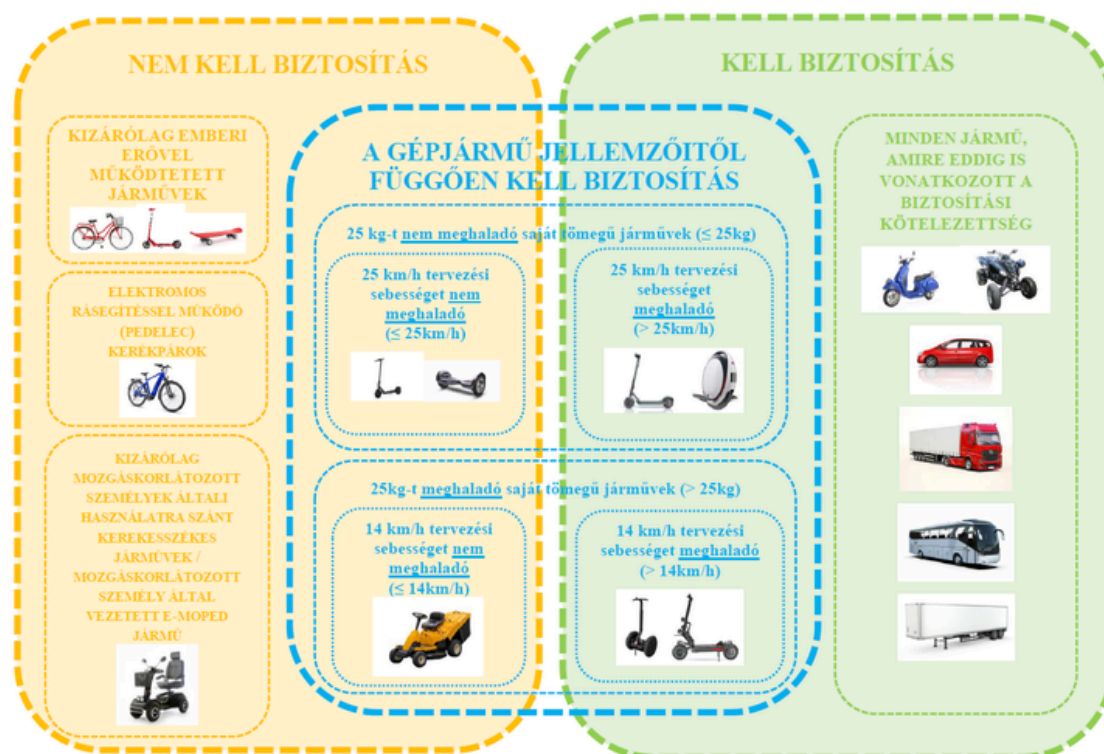 NEM KELL BIZTOSÍTÁS
KIZÁRÓLAG EMBERI
ERŐVEL
MŰKÖDTETETT
JÁRMŰVEK
ELEKTROMOS
RÁSEGÍTÉSSEL MŰKÖDŐ
(PEDELEC)
KERÉKPÁROK
KIZÁRÓLAG
MOZGÁSKORLÁTOZOTT
SZEMÉLYEK ÁLTALI
HASZNÁLATRA SZÁNT
KEREKESSZÉKES
JÁRMŰVEK /
MOZGÁSKORLÁTOZOTT
SZEMÉLY ÁLTAL
VEZETETT E-MOPED
JÁRMŰ
A GÉPJÁRMŰ JELLEMZŐITŐL
FÜGGŐEN KELL BIZTOSÍTÁS
25 kg-t nem meghaladó saját tömegű járművek (≤ 25kg)
25 km/h tervezési
sebességet nem
meghaladó
(≤ 25km/h)
25 km/h tervezési
sebességet
meghaladó
(> 25km/h)
25kg-t meghaladó saját tömegű járművek (> 25kg)
14 km/h tervezési
sebességet nem
meghaladó
(≤ 14km/h)
14 km/h tervezési
sebességet meghaladó
(> 14km/h)
KELL BIZTOSÍTÁS
MINDEN JÁRMŰ,
AMIRE EDDIG IS
VONATKOZOTT A
BIZTOSÍTÁSI
KÖTELEZETTSÉG